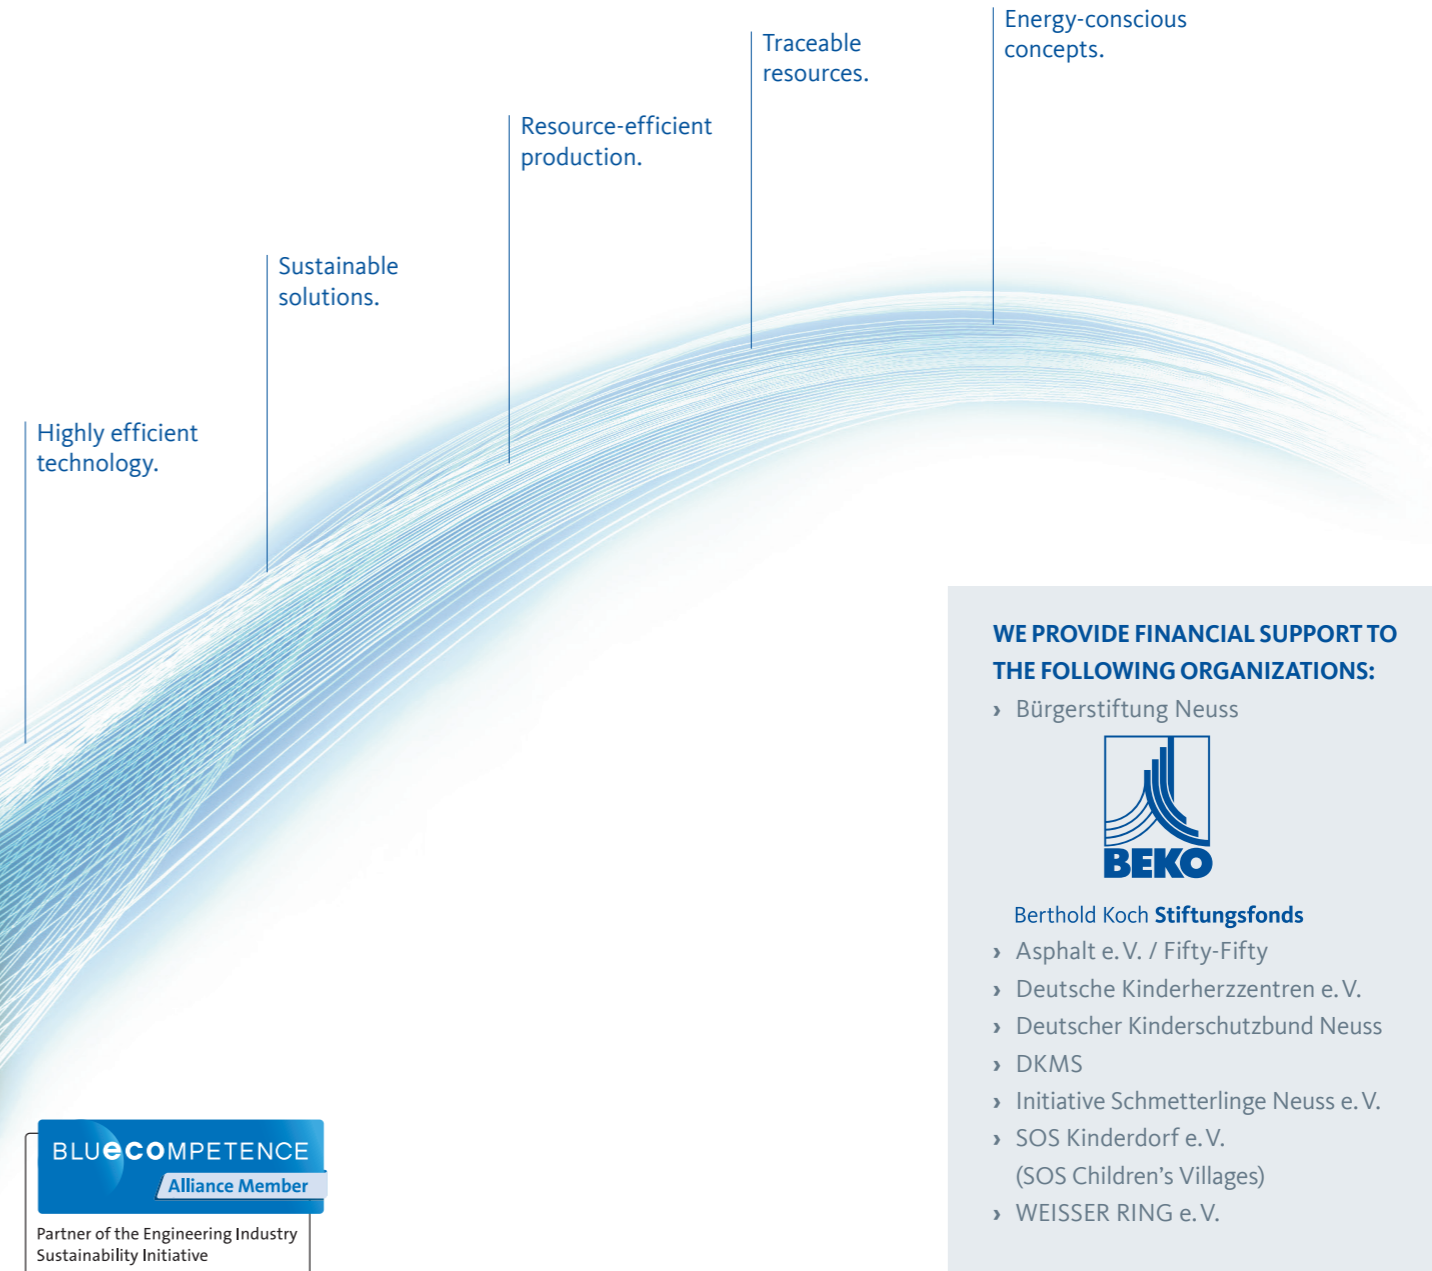 Energy-conscious
concepts.
Traceable
resources.
Resource-efficient
production.
Sustainable
solutions.
Highly efficient
technology.
WE PROVIDE FINANCIAL SUPPORT TO
THE FOLLOWING ORGANIZATIONS:
› Bürgerstiftung Neuss
BEKO
Berthold Koch Stiftungsfonds
› Asphalt e. V. / Fifty-Fifty
› Deutsche Kinderherzzentren e. V.
› Deutscher Kinderschutzbund Neuss
› DKMS
› Initiative Schmetterlinge Neuss e. V.
› SOS Kinderdorf e. V.
(SOS Children’s Villages)
› WEISSER RING e. V.
BLUeCOMPETENCE
Alliance Member
Partner of the Engineering Industry
Sustainability Initiative